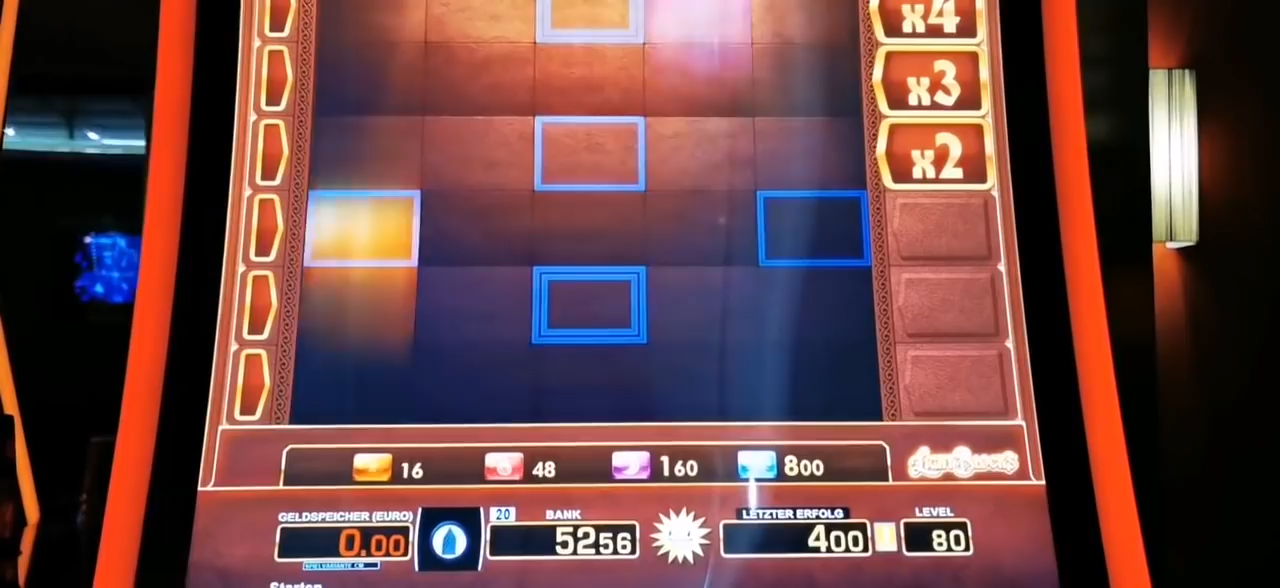 x4
x3
x2
16 48 160 800
GELDSPEICHER (EURO) 20 BANK LETZTER ERFOLG LEVEL
0.00 5256 400 80
Starten